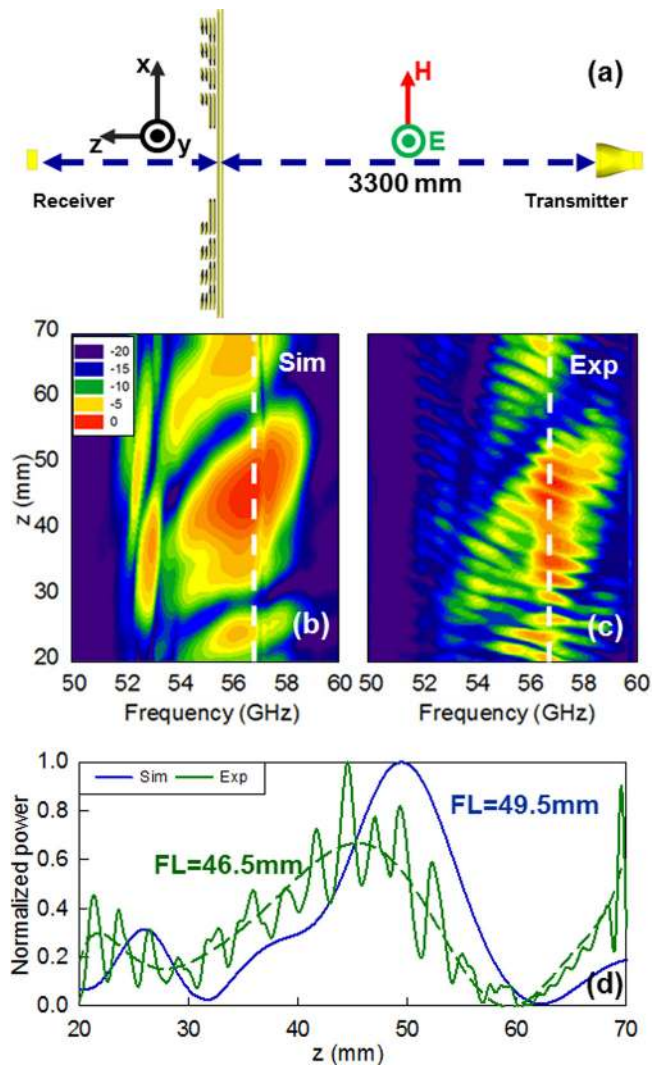 (a)
x
H
z
y
E
3300 mm
Receiver
Transmitter
70
-20
-15
-10
-5
0
Sim
Exp
60
50
z (mm)
40
30
20
(b)
(c)
50 52 54 56 58 60
50 52 54 56 58 60
Frequency (GHz)
Frequency (GHz)
1.0
Sim
Exp
FL=49.5mm
0.8
FL=46.5mm
0.6
Normalized power
0.4
0.2
0.0
(d)
20 30 40 50 60 70
z (mm)